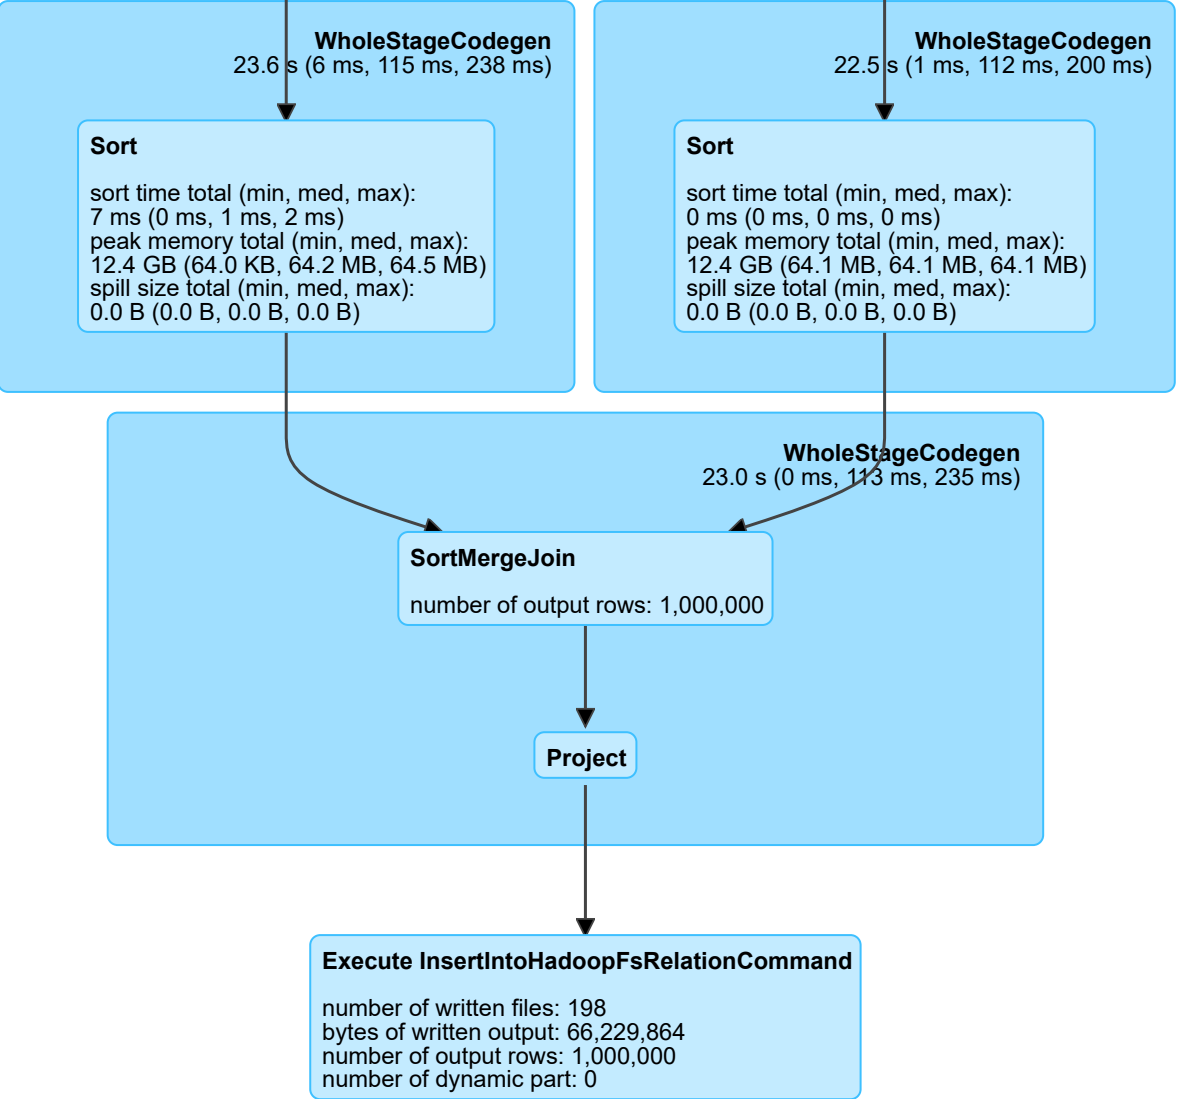 WholeStageCodegen
23.6 s (6 ms, 115 ms, 238 ms)
Sort
sort time total (min, med, max):
7 ms (0 ms, 1 ms, 2 ms)
peak memory total (min, med, max):
12.4 GB (64.0 KB, 64.2 MB, 64.5 MB)
spill size total (min, med, max):
0.0 B (0.0 B, 0.0 B, 0.0 B)
WholeStageCodegen
22.5 s (1 ms, 112 ms, 200 ms)
Sort
sort time total (min, med, max):
0 ms (0 ms, 0 ms, 0 ms)
peak memory total (min, med, max):
12.4 GB (64.1 MB, 64.1 MB, 64.1 MB)
spill size total (min, med, max):
0.0 B (0.0 B, 0.0 B, 0.0 B)
WholeStageCodegen
23.0 s (0 ms, 113 ms, 235 ms)
SortMergeJoin
number of output rows: 1,000,000
Project
Execute InsertIntoHadoopFsRelationCommand
number of written files: 198
bytes of written output: 66,229,864
number of output rows: 1,000,000
number of dynamic part: 0